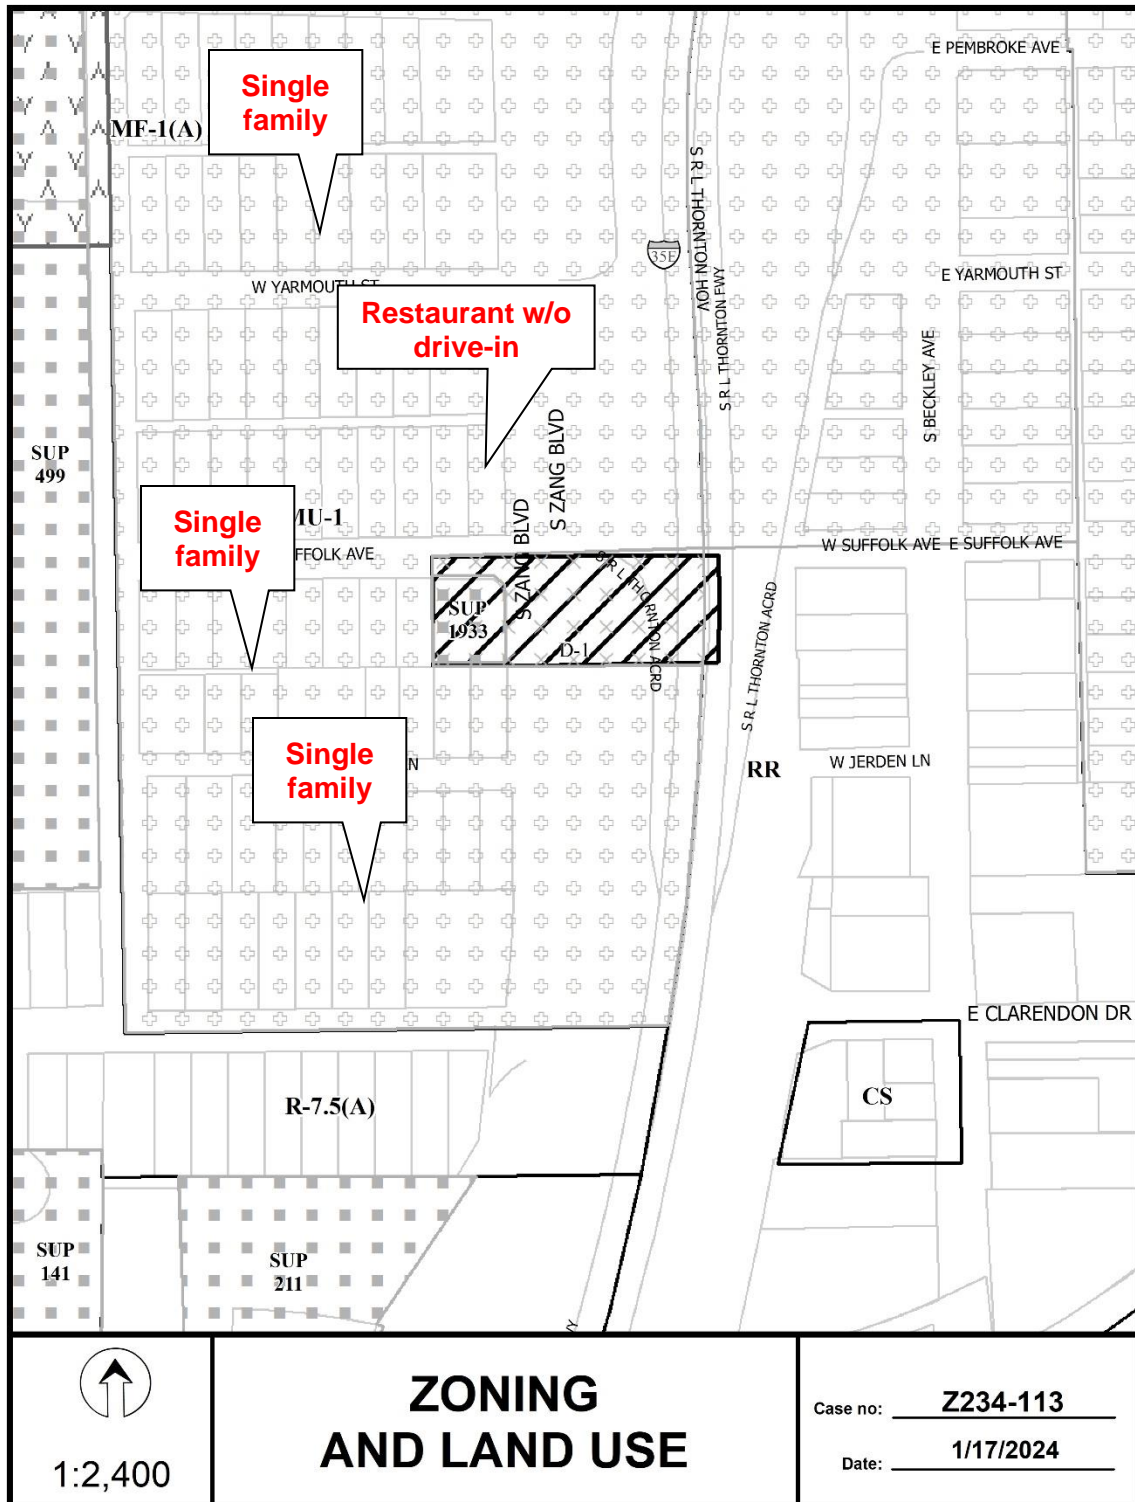 E PEMBROKE AVE
Single
family
MF-1(A)
S R L THORNTON HOV
35E
E YARMOUTH ST
W YARMOUTH ST
Restaurant w/o
drive-in
S R L THORNTON FWY
S BECKLEY AVE
S ZANG BLVD
SUP
499
Single
family
MU-1
S ZANG BLVD
W SUFFOLK AVE
E SUFFOLK AVE
FFOLK AVE
S R L THORNTON ACRD
SUP
1933
D-1
S R L THORNTON ACRD
Single
family
N
RR
W JERDEN LN
E CLARENDON DR
CS
R-7.5(A)
SUP
141
SUP
211
WY
1:2,400
ZONING
AND LAND USE
Case no: Z234-113
Date: 1/17/2024